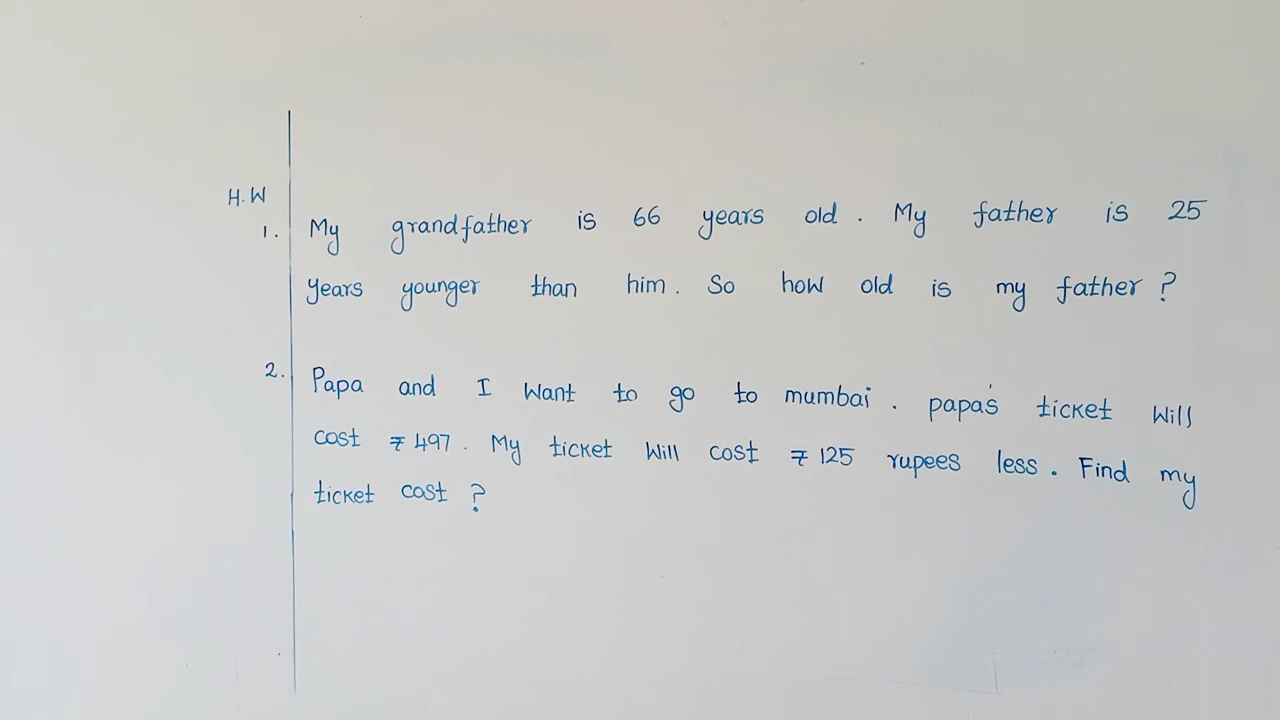 H.W
1. My grandfather is 66 years old. My father is 25
years younger than him. So how old is my father?
2. Papa and I want to go to mumbai. papa's ticket will
cost ₹ 497. My ticket will cost ₹ 125 rupees less. Find my
ticket cost?